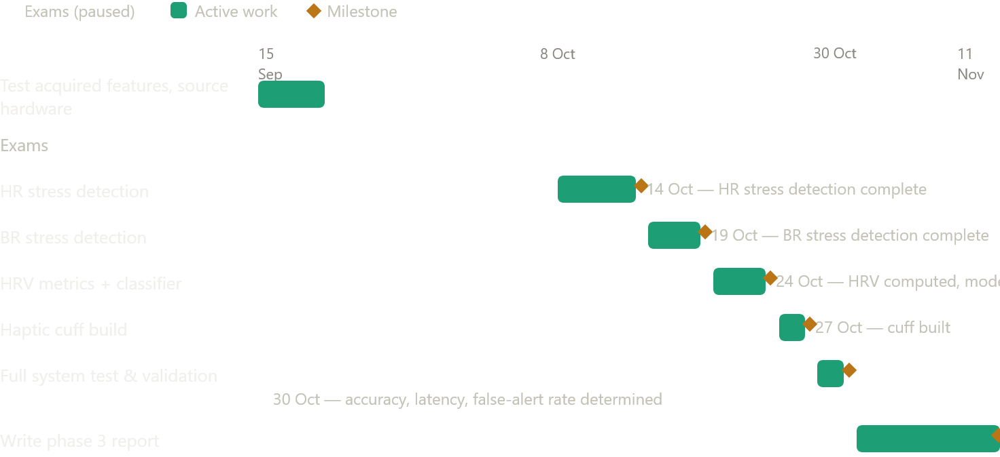 Exams (paused) Active work Milestone
15 Sep 8 Oct 30 Oct 11 Nov
Test acquired features, source
hardware
Exams
HR stress detection 14 Oct — HR stress detection complete
BR stress detection 19 Oct — BR stress detection complete
HRV metrics + classifier 24 Oct — HRV computed,
Haptic cuff build 27 Oct — cuff built
Full system test & validation
30 Oct — accuracy, latency, false-alert rate determined
Write phase 3 report